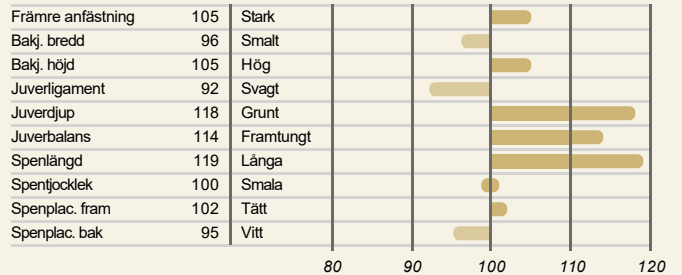 Främre anfästning 105 Stark
Bakj. bredd 96 Smalt
Bakj. höjd 105 Hög
Juverligament 92 Svagt
Juverdjup 118 Grunt
Juverbalans 114 Framtungt
Spenlängd 119 Långa
Spentjocklek 100 Smala
Spenplac. fram 102 Tätt
Spenplac. bak 95 Vitt
80 90 100 110 120